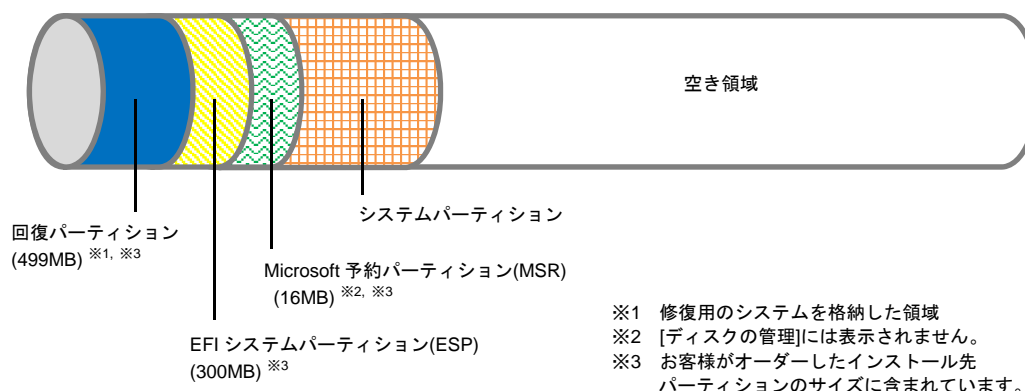 空き領域
システムパーティション
回復パーティション
(499MB) ※1, ※3
Microsoft 予約パーティション(MSR)
(16MB) ※2, ※3
EFI システムパーティション(ESP)
(300MB) ※3
※1 修復用のシステムを格納した領域
※2 [ディスクの管理]には表示されません。
※3 お客様がオーダーしたインストール先
パーティションのサイズに含まれています。